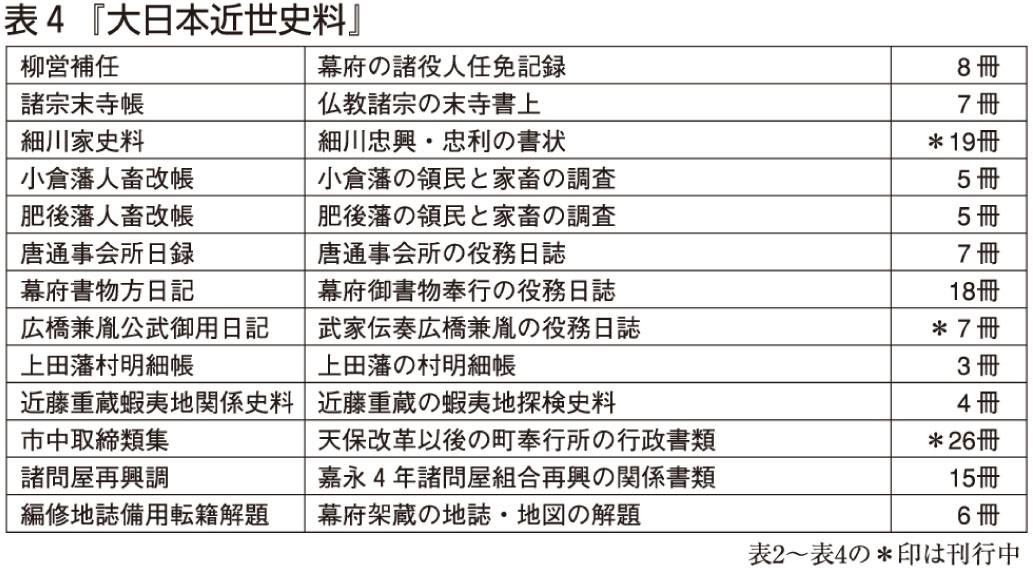 表4『大日本近世史料』
柳営補任 幕府の諸役人任免記録 8冊
諸宗末寺帳 仏教諸宗の末寺書上 7冊
細川家史料 細川忠興・忠利の書状 *19冊
小倉藩人畜改帳 小倉藩の領民と家畜の調査 5冊
肥後藩人畜改帳 肥後藩の領民と家畜の調査 5冊
唐通事会所日録 唐通事会所の役務日誌 7冊
幕府書物方日記 幕府御書物奉行の役務日誌 18冊
広橋兼胤公武御用日記 武家伝奏広橋兼胤の役務日誌 *7冊
上田藩村明細帳 上田藩の村明細帳 3冊
近藤重蔵蝦夷地関係史料 近藤重蔵の蝦夷地探検史料 4冊
市中取締類集 天保改革以後の町奉行所の行政書類 *26冊
諸問屋再興調 嘉永4年諸問屋組合再興の関係書類 15冊
編修地誌備用転籍解題 幕府架蔵の地誌・地図の解題 6冊
表2〜表4の*印は刊行中